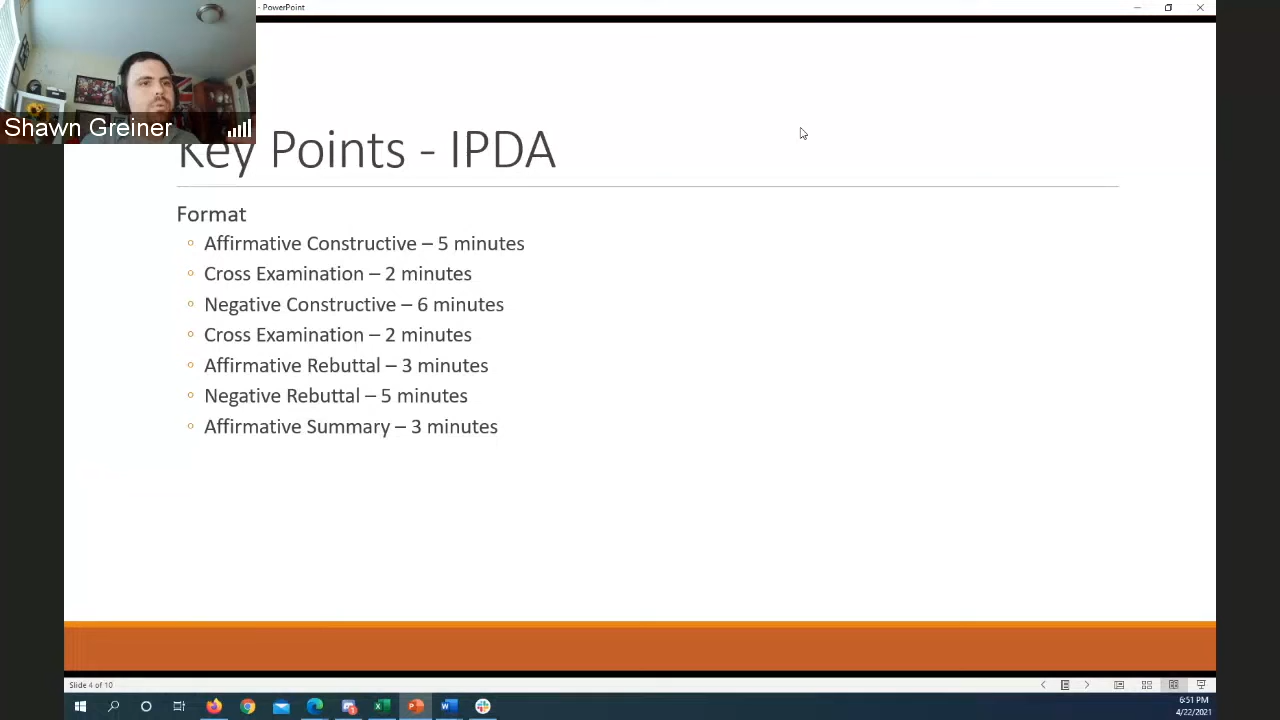 - PowerPoint
Shawn Greiner
Key Points - IPDA
Format
Affirmative Constructive – 5 minutes
Cross Examination – 2 minutes
Negative Constructive – 6 minutes
Cross Examination – 2 minutes
Affirmative Rebuttal – 3 minutes
Negative Rebuttal – 5 minutes
Affirmative Summary – 3 minutes
Slide 4 of 10
6:51 PM
4/22/2021